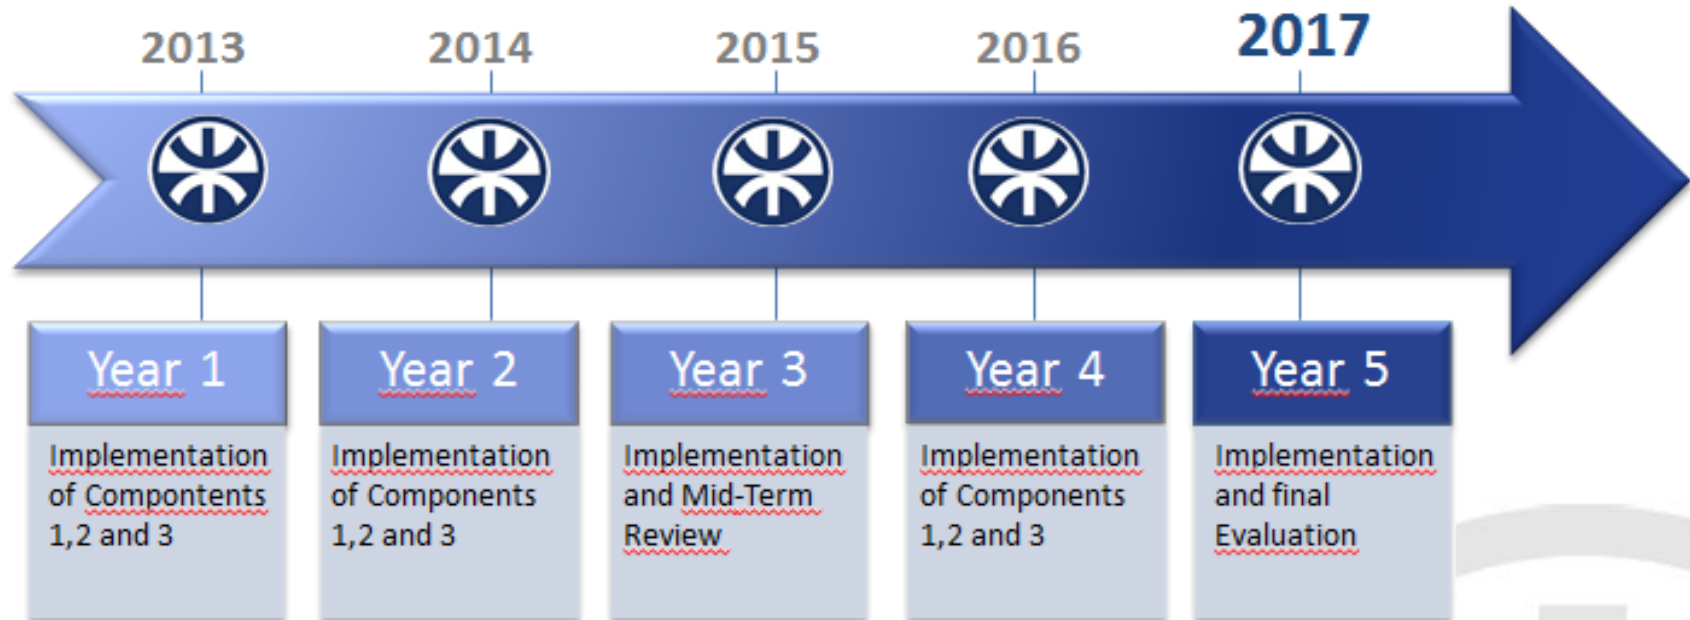 2013
2014
2015
2016
2017
Year 1
Implementation
of Compontents
1,2 and 3
Year 2
Implementation
of Components
1,2 and 3
Year 3
Implementation
and Mid-Term
Review
Year 4
Implementation
of Components
1,2 and 3
Year 5
Implementation
and final
Evaluation